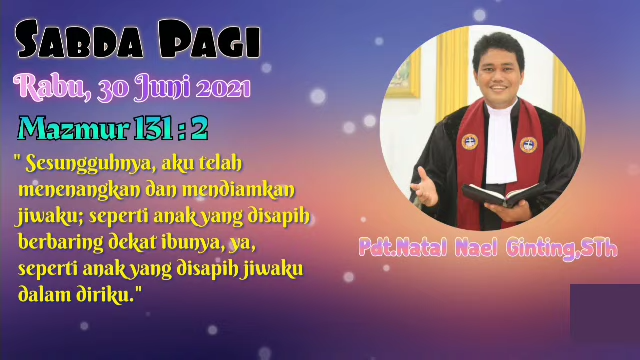 Sabda Pagi
Rabu, 30 Juni 2021
Mazmur 131 : 2
" Sesungguhnya, aku telah
menenangkan dan mendiamkan
jiwaku; seperti anak yang disapih
berbaring dekat ibunya, ya,
seperti anak yang disapih jiwaku
dalam diriku."
Pdt.Natal Nael Ginting,STh